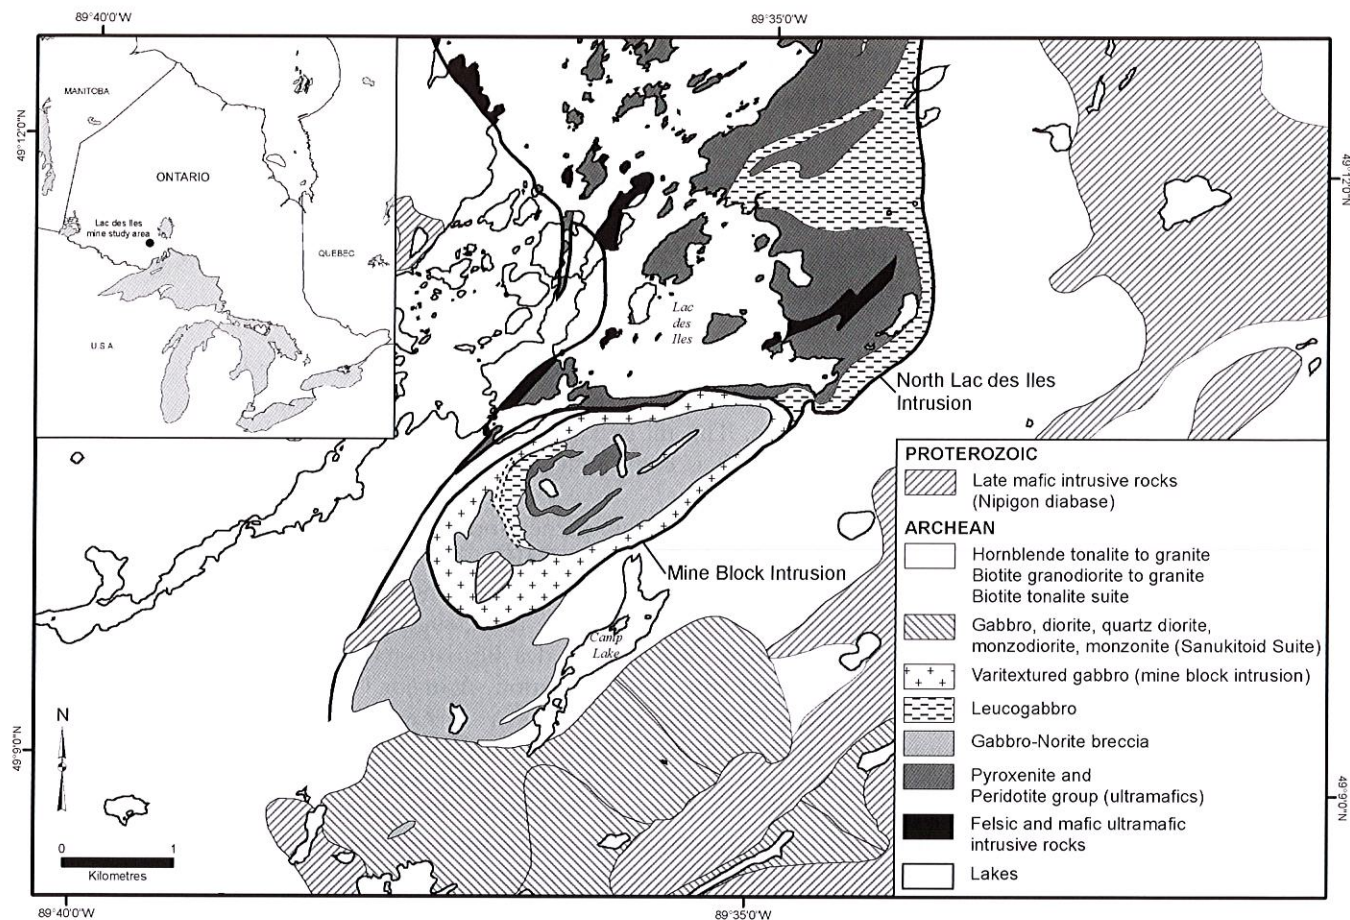 89°40'0"W
89°35'0"W
49°12'0"N
49°12'0"N
MANITOBA
ONTARIO
Lac des Iles
mine study area
QUEBEC
U.S.A
Lac
des
Iles
North Lac des Iles
Intrusion
Mine Block Intrusion
Camp
Lake
PROTEROZOIC
Late mafic intrusive rocks
(Nipigon diabase)
ARCHEAN
Hornblende tonalite to granite
Biotite granodiorite to granite
Biotite tonalite suite
Gabbro, diorite, quartz diorite,
monzodiorite, monzonite (Sanukitoid Suite)
Varitextured gabbro (mine block intrusion)
Leucogabbro
Gabbro-Norite breccia
Pyroxenite and
Peridotite group (ultramafics)
Felsic and mafic ultramafic
intrusive rocks
Lakes
N
0 1
Kilometres
49°9'0"N
49°9'0"N
89°40'0"W
89°35'0"W